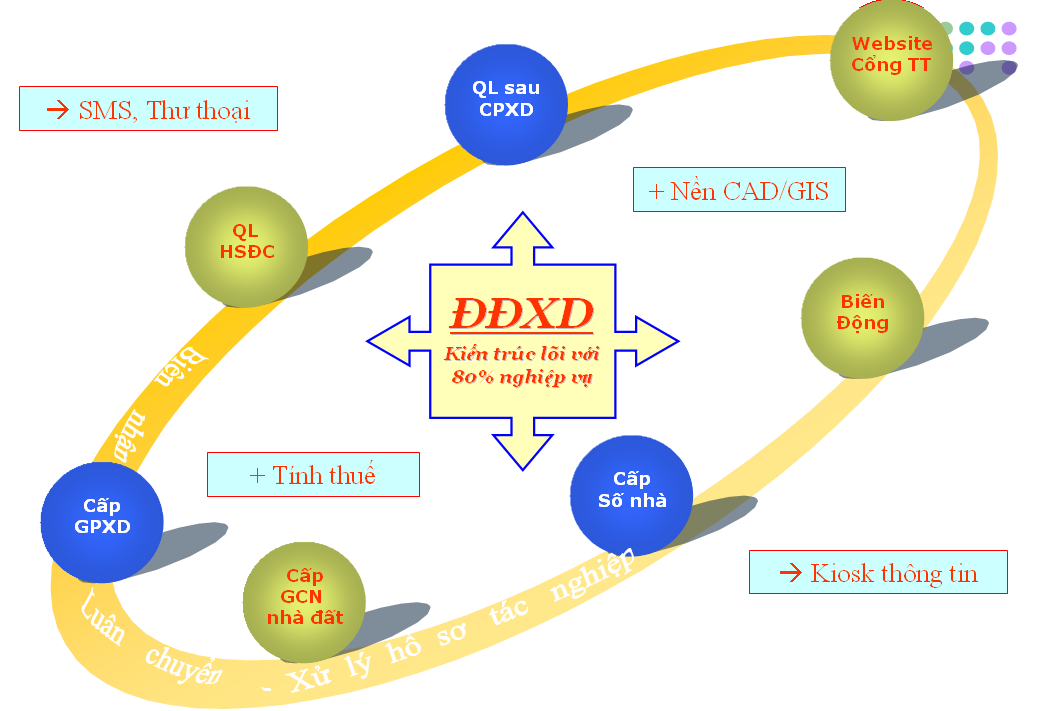 Website
Cổng TT
QL sau
CPXD
→ SMS, Thư thoại
+ Nền CAD/GIS
QL
HSĐC
Biến
Động
ĐĐXD
Kiến trúc lõi với
80% nghiệp vụ
Biên nhận
+ Tính thuế
Cấp
Số nhà
Cấp
GPXD
→ Kiosk thông tin
Cấp
GCN
nhà đất
Luân chuyển - Xử lý hồ sơ tác nghiệp